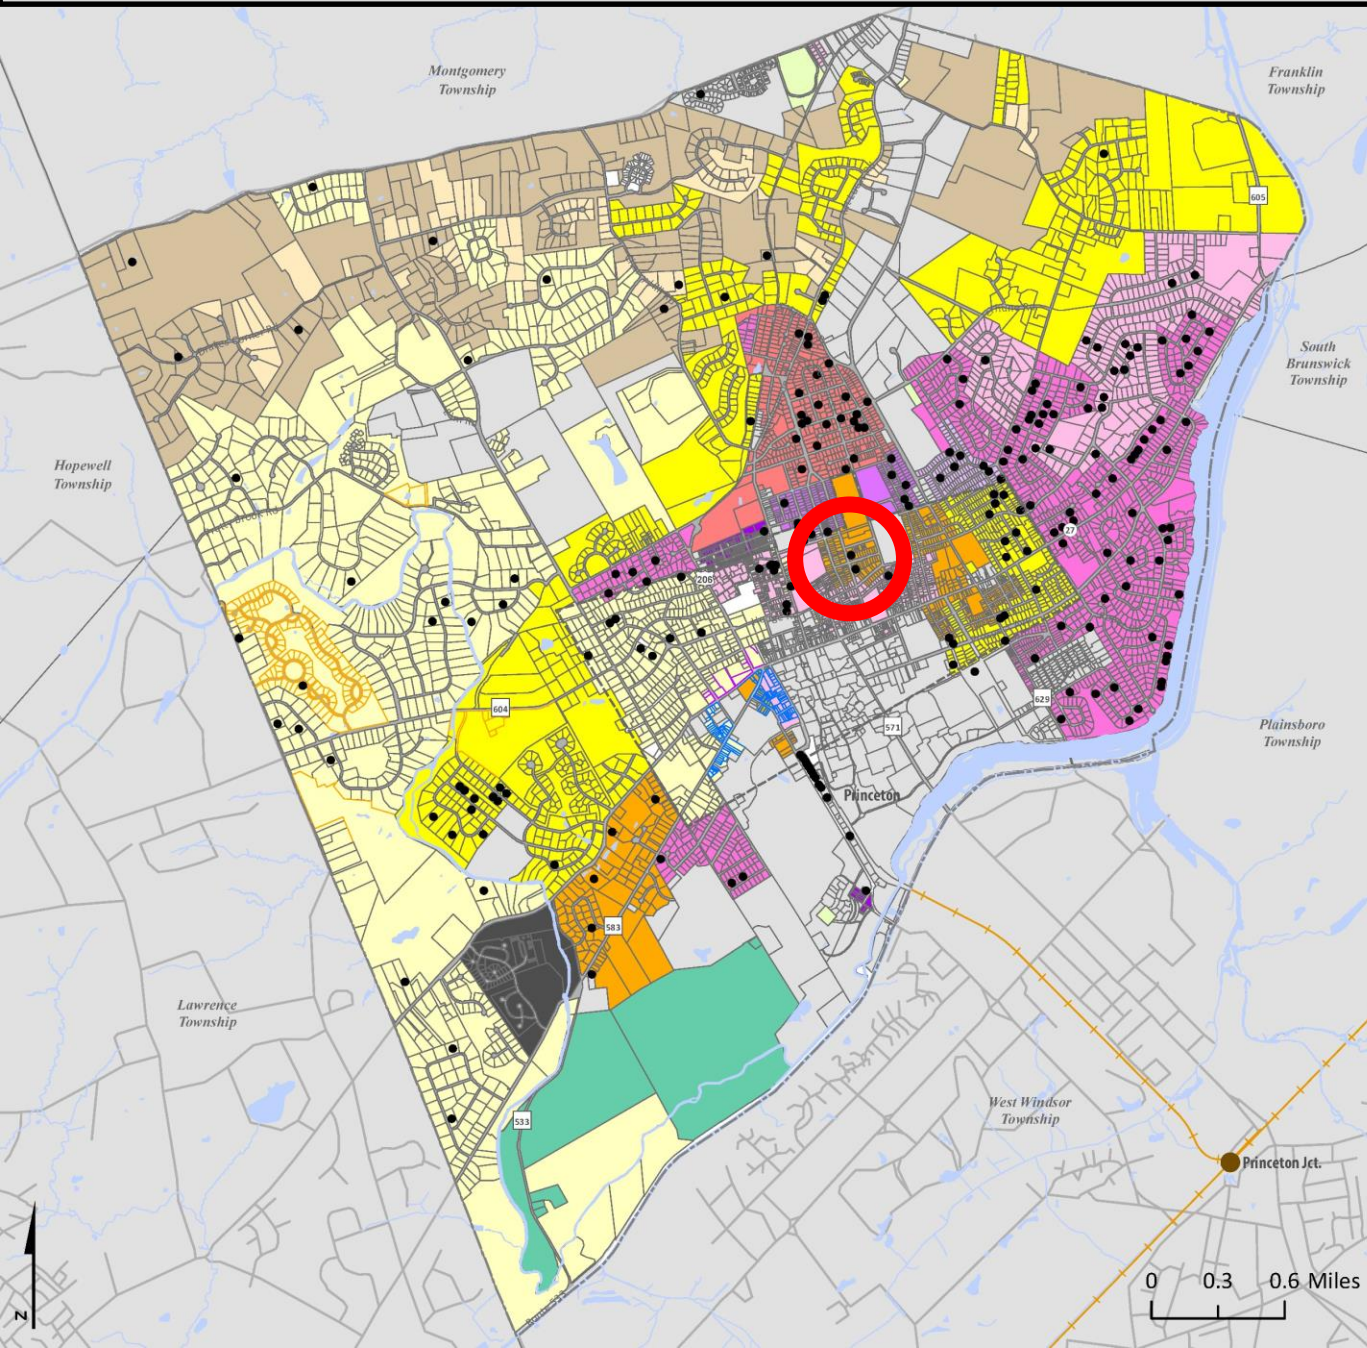 Montgomery
Township
Franklin
Township
605
South
Brunswick
Township
Hopewell
Township
27
206
604
629
571
Plainsboro
Township
Princeton
583
Lawrence
Township
533
West Windsor
Township
Princeton Jct.
0 0.3 0.6 Miles
N